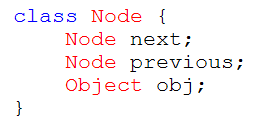 class Node {
    Node next;
    Node previous;
    Object obj;
}